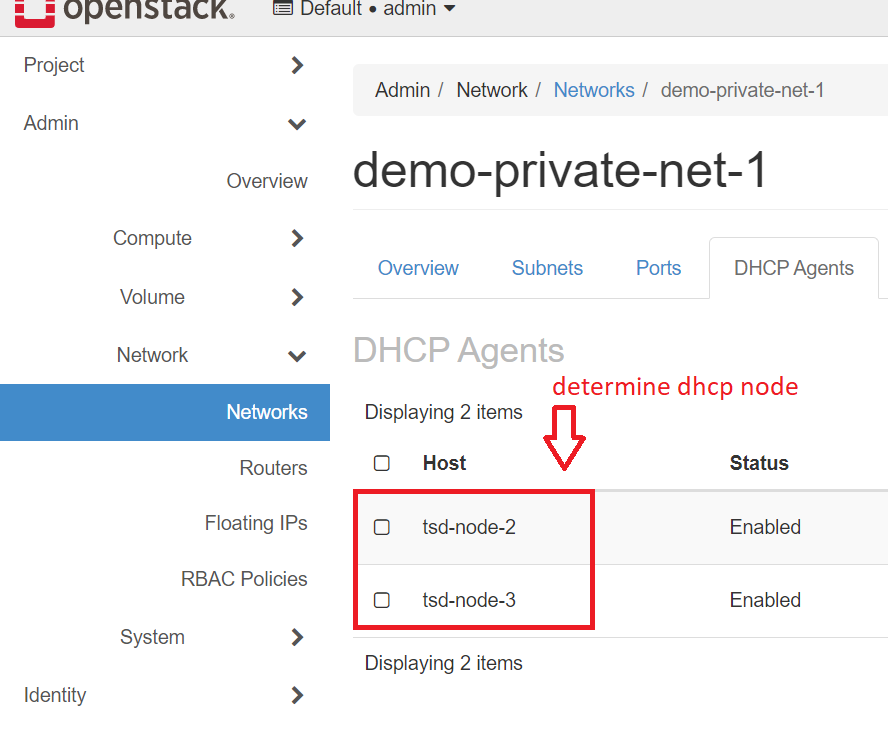 openstack. Default • admin
Project
Admin
Overview
Compute
Volume
Network
Networks
Routers
Floating IPs
RBAC Policies
System
Identity
Admin / Network / Networks / demo-private-net-1
demo-private-net-1
Overview Subnets Ports DHCP Agents
DHCP Agents
determine dhcp node
Displaying 2 items
Host Status
tsd-node-2 Enabled
tsd-node-3 Enabled
Displaying 2 items